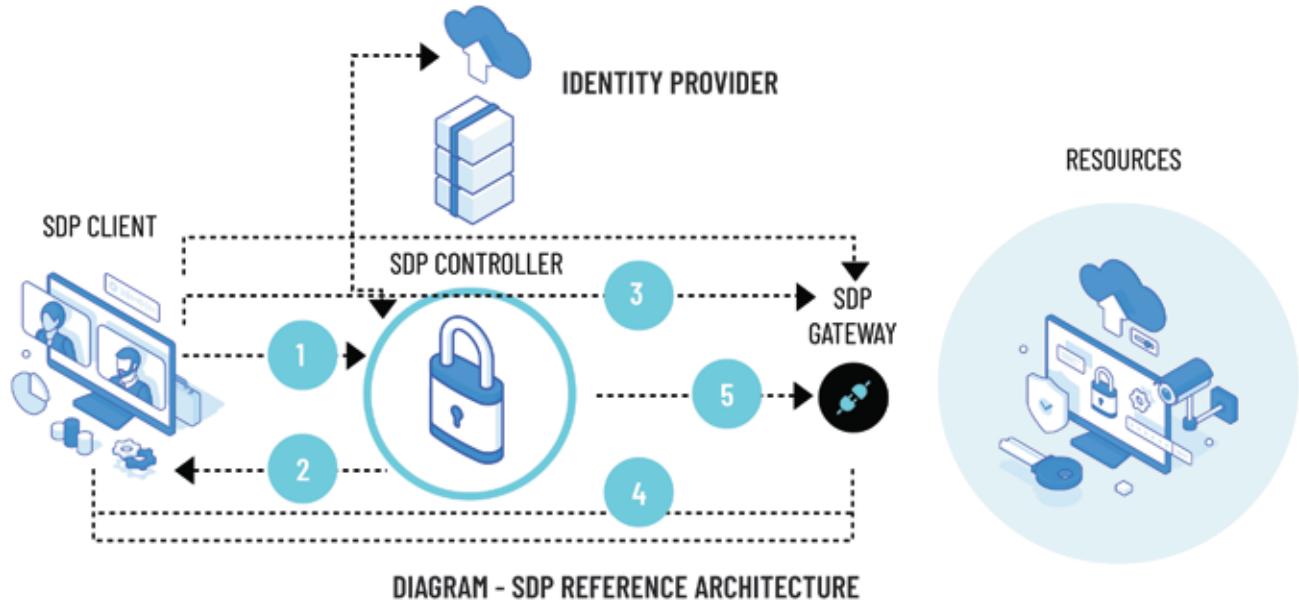 IDENTITY PROVIDER
RESOURCES
SDP CLIENT
SDP CONTROLLER
3
SDP
GATEWAY
1
5
2
4
DIAGRAM - SDP REFERENCE ARCHITECTURE